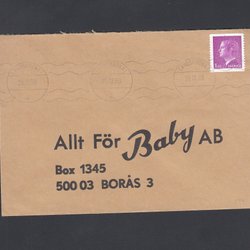 Allt För Baby AB
Box 1345
500 03 BORÅS 3